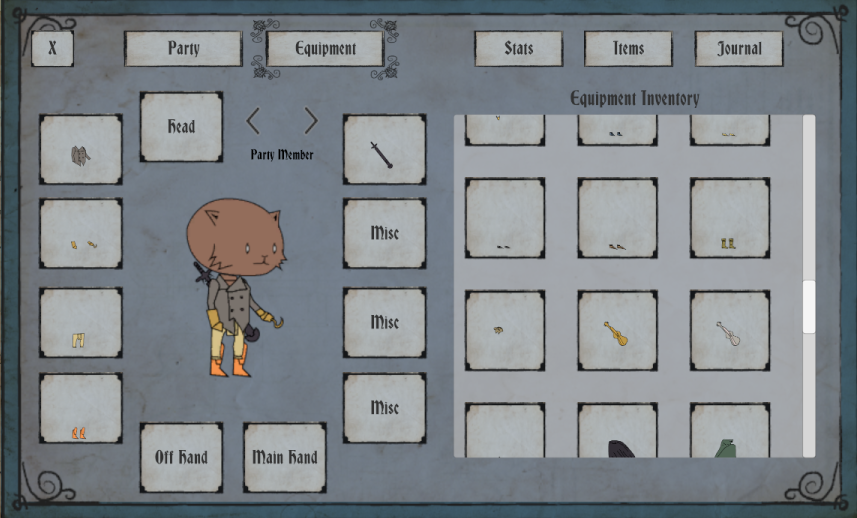 X
Party
Equipment
Stats
Items
Journal
Equipment Inventory
Head
Party Member
Misc
Misc
Misc
Off Hand
Main Hand